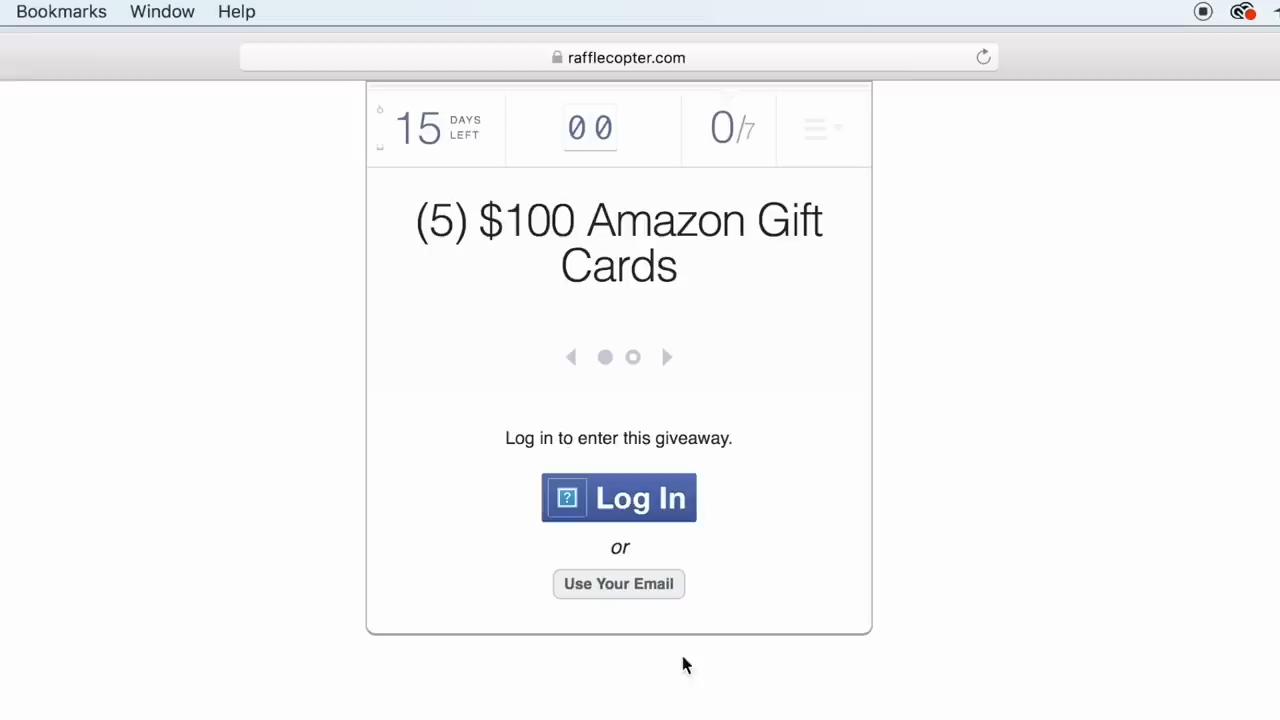 Bookmarks Window Help
rafflecopter.com
15 DAYS LEFT
00
0/7
(5) $100 Amazon Gift
Cards
Log in to enter this giveaway.
? Log In
or
Use Your Email